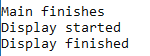 Main finishes
Display started
Display finished